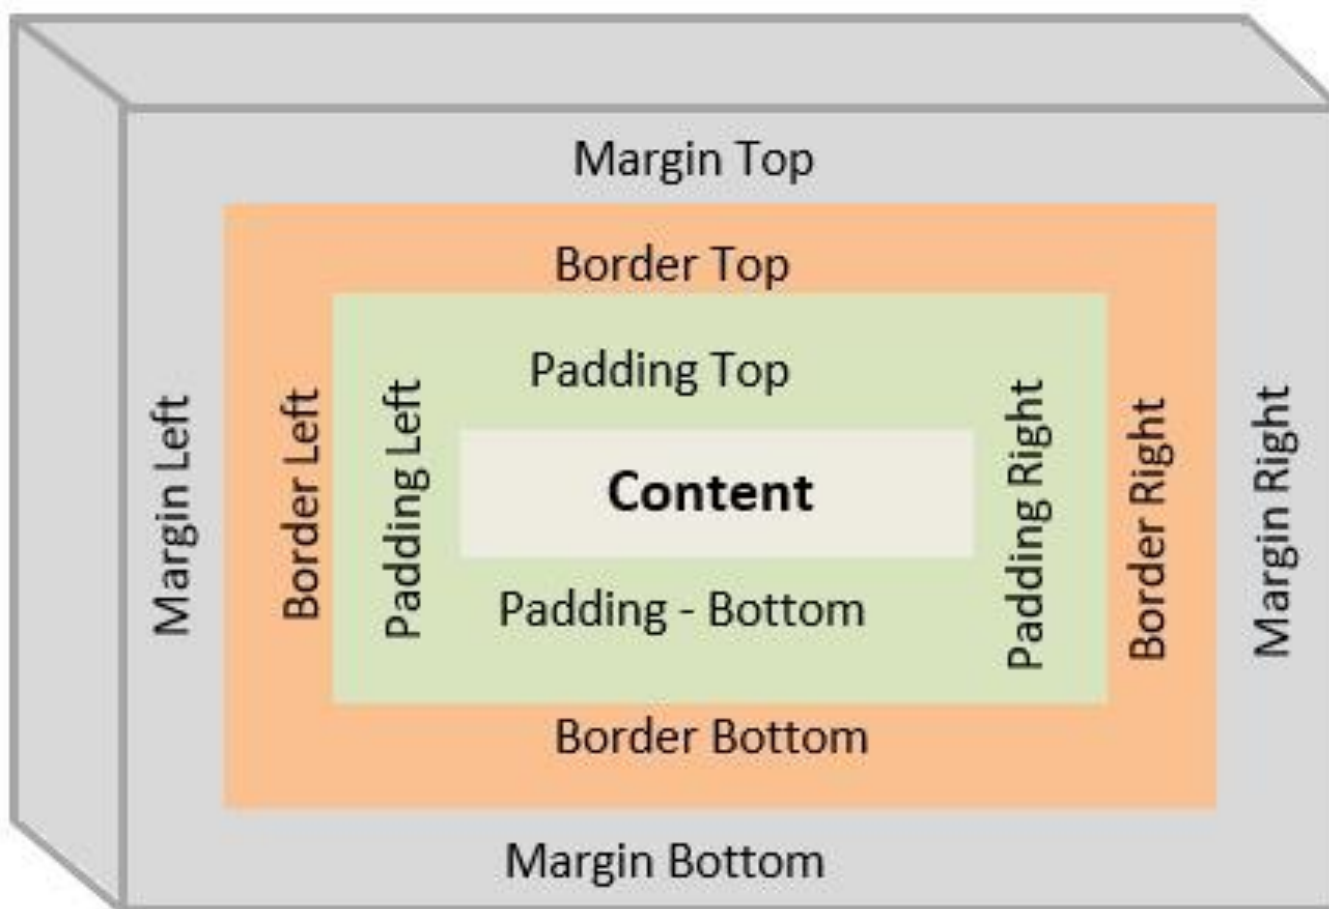 Margin Top
Border Top
Padding Top
Margin Left
Border Left
Padding Left
Content
Padding Right
Border Right
Margin Right
Padding - Bottom
Border Bottom
Margin Bottom